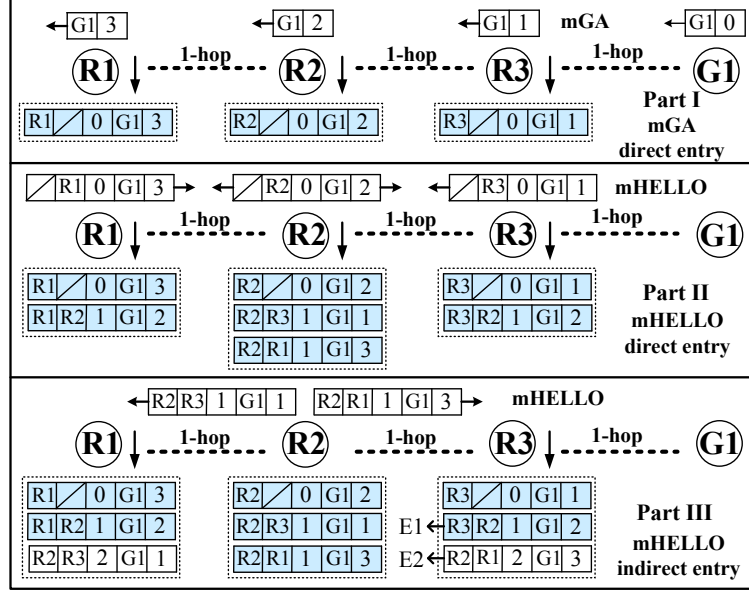 G1 3 G1 2 G1 1 mGA G1 0
R1 1-hop R2 1-hop R3 1-hop G1
R1 0 G1 3 R2 0 G1 2 R3 0 G1 1
Part I
mGA
direct entry
R1 0 G1 3 R2 0 G1 2 R3 0 G1 1 mHELLO
R1 1-hop R2 1-hop R3 1-hop G1
R1 0 G1 3 R2 0 G1 2 R3 0 G1 1
R1 R2 1 G1 2 R2 R3 1 G1 1 R3 R2 1 G1 2
R2 R1 1 G1 3
Part II
mHELLO
direct entry
R2 R3 1 G1 1 R2 R1 1 G1 3 mHELLO
R1 1-hop R2 1-hop R3 1-hop G1
R1 0 G1 3 R2 0 G1 2 R3 0 G1 1
R1 R2 1 G1 2 R2 R3 1 G1 1 E1 R3 R2 1 G1 2
R2 R3 2 G1 1 R2 R1 1 G1 3 E2 R2 R1 2 G1 3
Part III
mHELLO
indirect entry